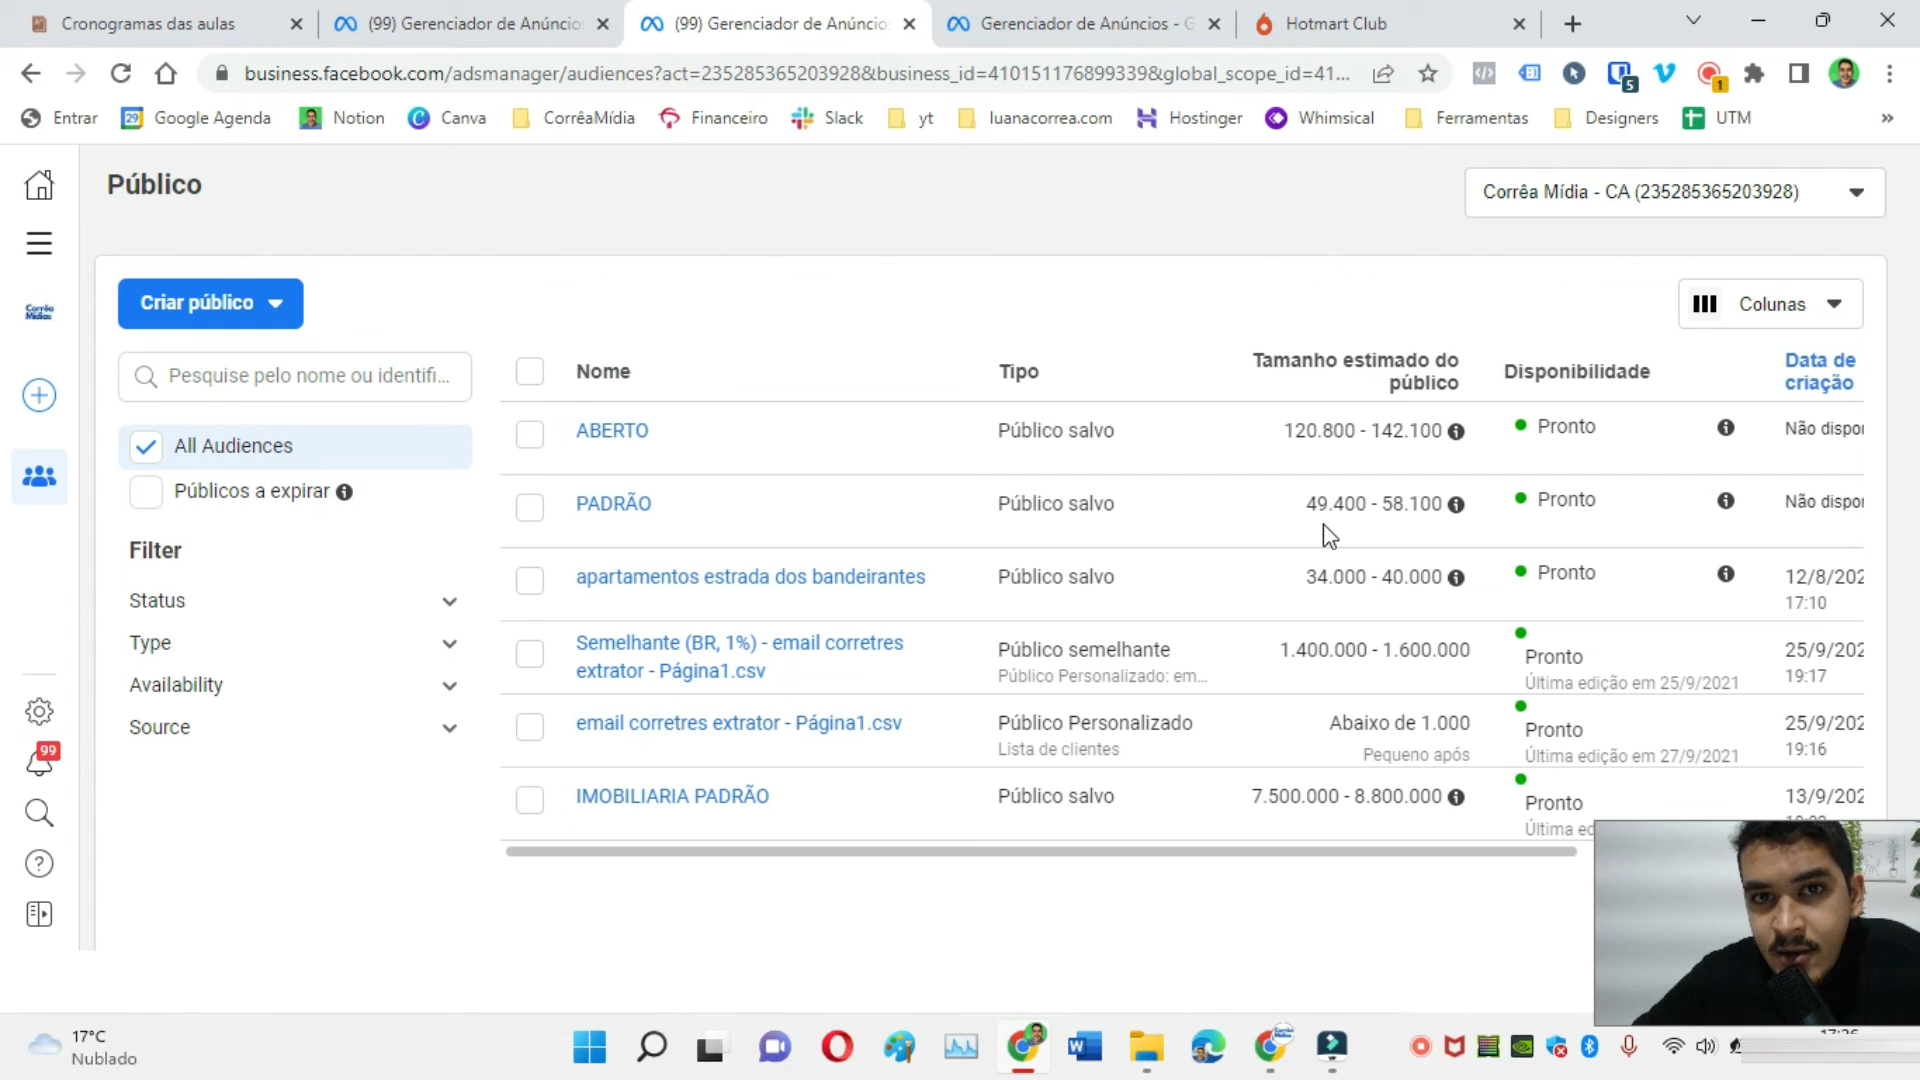 Cronogramas das aulas
(99) Gerenciador de Anúncio
(99) Gerenciador de Anúncio
Gerenciador de Anúncios - G
Hotmart Club
business.facebook.com/adsmanager/audiences?act=235285365203928&business_id=410151176899339&global_scope_id=41...
5
1
Entrar
29
Google Agenda
Notion
Canva
CorrêaMídia
Financeiro
Slack
yt
luanacorrea.com
Hostinger
Whimsical
Ferramentas
Designers
UTM
»
Público
Corrêa Mídia - CA (235285365203928)
Corrêa
Mídias
Criar público
Colunas
Pesquise pelo nome ou identifi...
All Audiences
Públicos a expirar
Filter
Status
Type
Availability
Source
99
Nome
Tipo
Tamanho estimado do
público
Disponibilidade
Data de
criação
ABERTO
Público salvo
120.800 - 142.100
Pronto
Não dispor
PADRÃO
Público salvo
49.400 - 58.100
Pronto
Não dispor
apartamentos estrada dos bandeirantes
Público salvo
34.000 - 40.000
Pronto
12/8/202
17:10
Semelhante (BR, 1%) - email corretres
extrator - Página1.csv
Público semelhante
Público Personalizado: em...
1.400.000 - 1.600.000
Pronto
Última edição em 25/9/2021
25/9/202
19:17
email corretres extrator - Página1.csv
Público Personalizado
Lista de clientes
Abaixo de 1.000
Pequeno após
Pronto
Última edição em 27/9/2021
25/9/202
19:16
IMOBILIARIA PADRÃO
Público salvo
7.500.000 - 8.800.000
Pronto
Última ed
13/9/202
17°C
Nublado